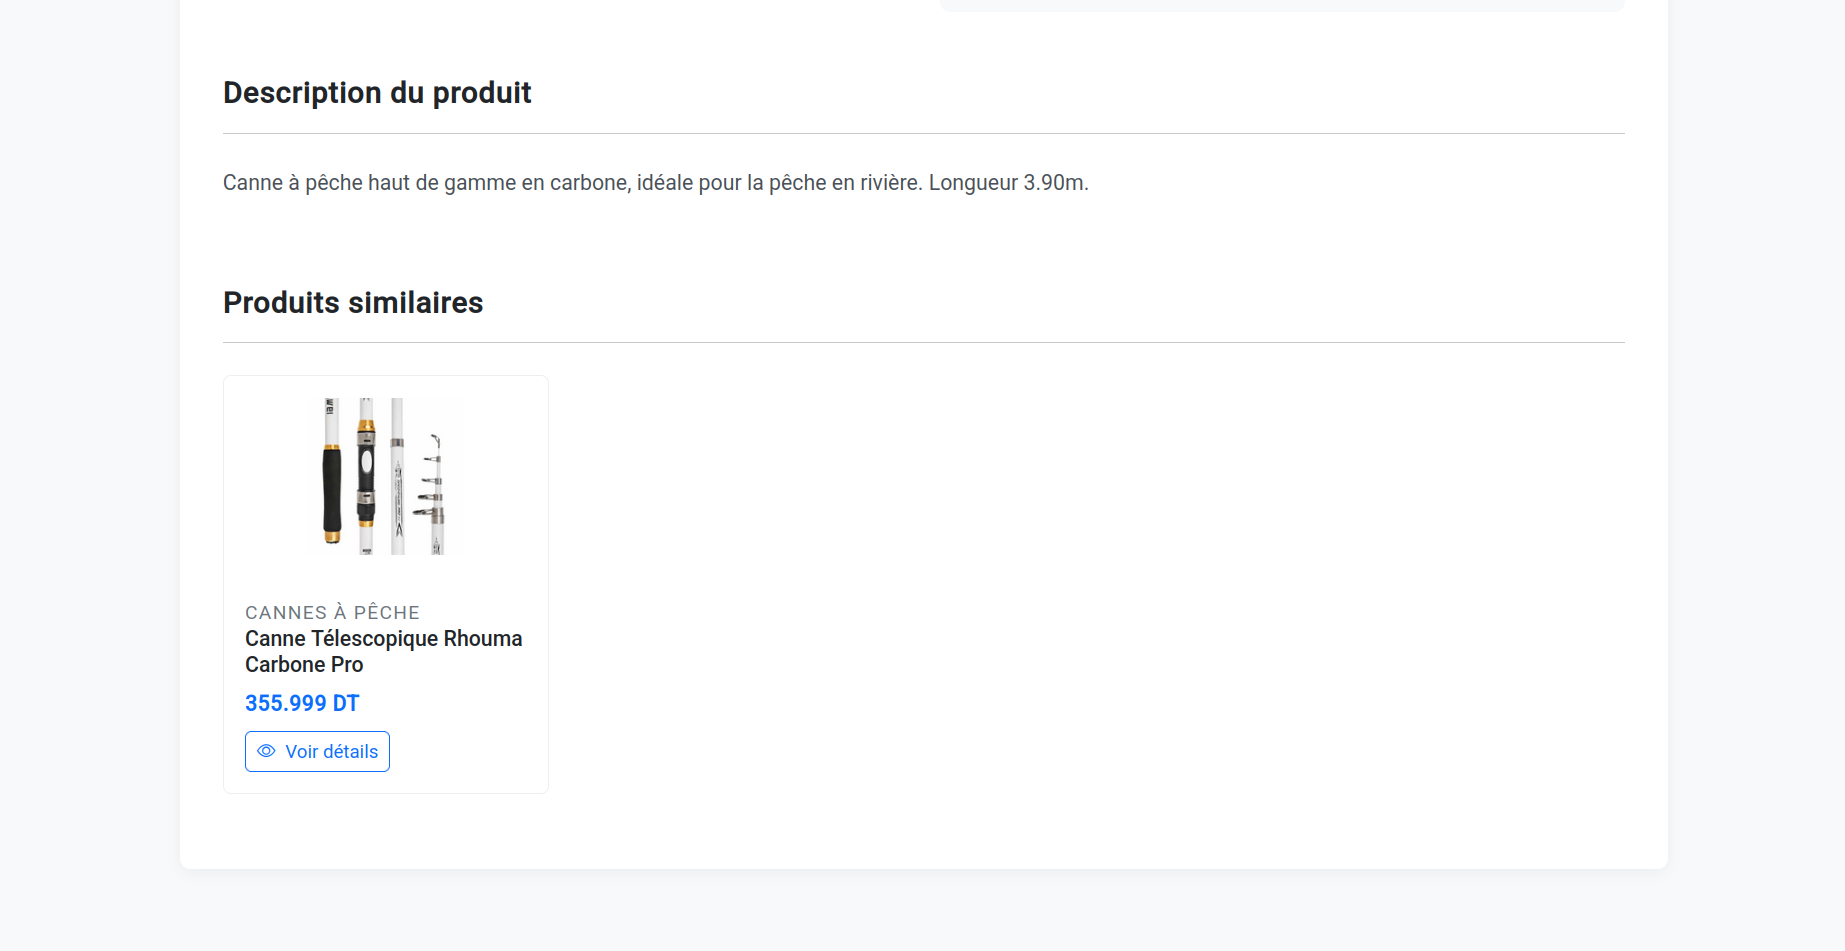 Description du produit
Canne à pêche haut de gamme en carbone, idéale pour la pêche en rivière. Longueur 3.90m.
Produits similaires
CANNES À PÊCHE
Canne Télescopique Rhouma
Carbone Pro
355.999 DT
Voir détails